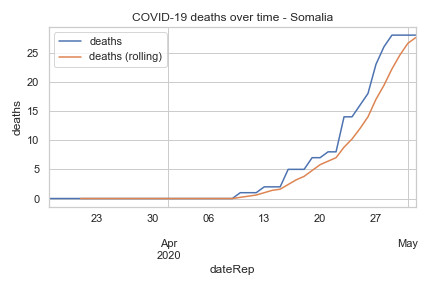 COVID-19 deaths over time - Somalia
deaths
deaths (rolling)
25
20
15
10
5
0
deaths
23
30
06
13
20
27
Apr
2020
May
dateRep